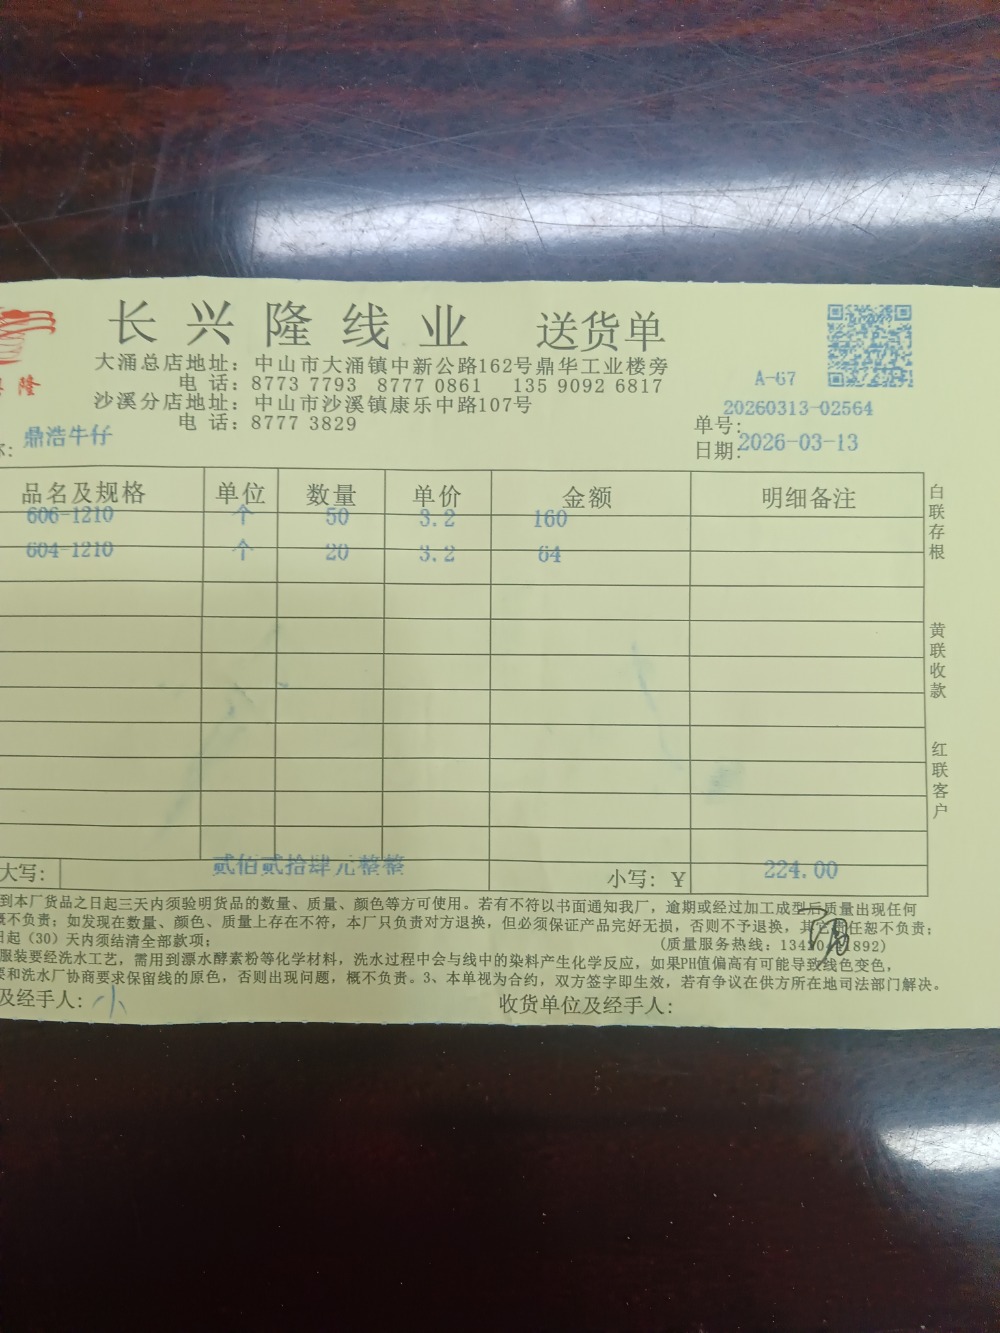 长兴隆线业 送货单
隆
大涌总店地址：中山市大涌镇中新公路162号鼎华工业楼旁
电 话：8773 7793 8777 0861 135 9092 6817
A-67
沙溪分店地址：中山市沙溪镇康乐中路107号
电 话：8777 3829
单号：20260313-02564
鼎浩牛仔
日期：2026-03-13
品名及规格 单位 数量 单价 金额 明细备注
606-1210 个 50 3.2 160
604-1210 个 20 3.2 64
白联存根
黄联收款
红联客户
大写： 贰佰贰拾肆元整整 小写：￥ 224.00
到本厂货品之日起三天内须验明货品的数量、质量、颜色等方可使用。若有不符以书面通知我厂，逾期或经过加工成型后质量出现任何
概不负责；如发现在数量、颜色、质量上存在不符，本厂只负责对方退换，但必须保证产品完好无损，否则不予退换，其它责任恕不负责；
日起（30）天内须结清全部款项；
(质量服务热线：
服装要经洗水工艺，需用到漂水酵素粉等化学材料，洗水过程中会与线中的染料产生化学反应，如果PH值偏高有可能导致线色变色，
要和洗水厂协商要求保留线的原色，否则出现问题，概不负责。3、本单视为合约，双方签字即生效，若有争议在供方所在地司法部门解决。
及经手人：小 收货单位及经手人：